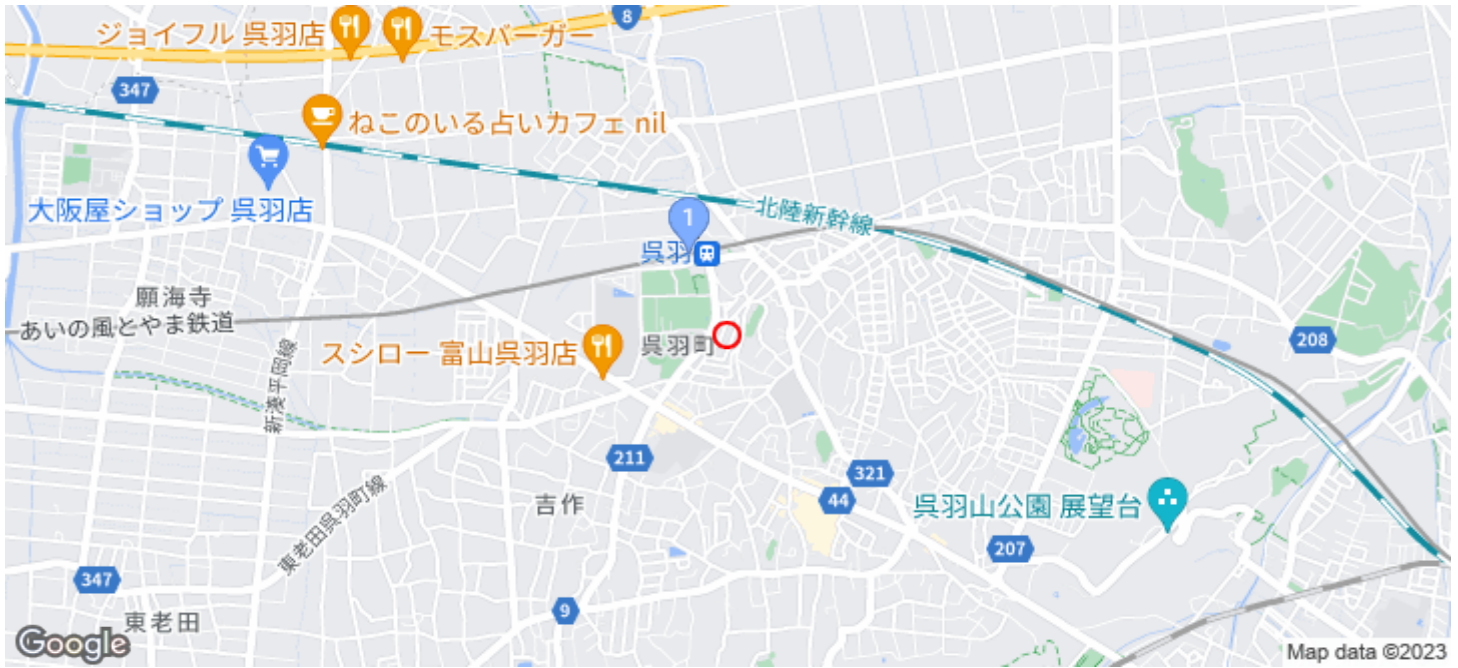 8
ジョイフル 呉羽店
モスバーガー
347
ねこのいる占いカフェ nil
大阪屋ショップ 呉羽店
北陸新幹線
1
呉羽
願海寺
あいの風とやま鉄道
新湊平岡線
スシロー 富山呉羽店
呉羽町
208
211
321
44
吉作
呉羽山公園 展望台
東老田呉羽町線
207
347
9
東老田
Google
Map data ©2023